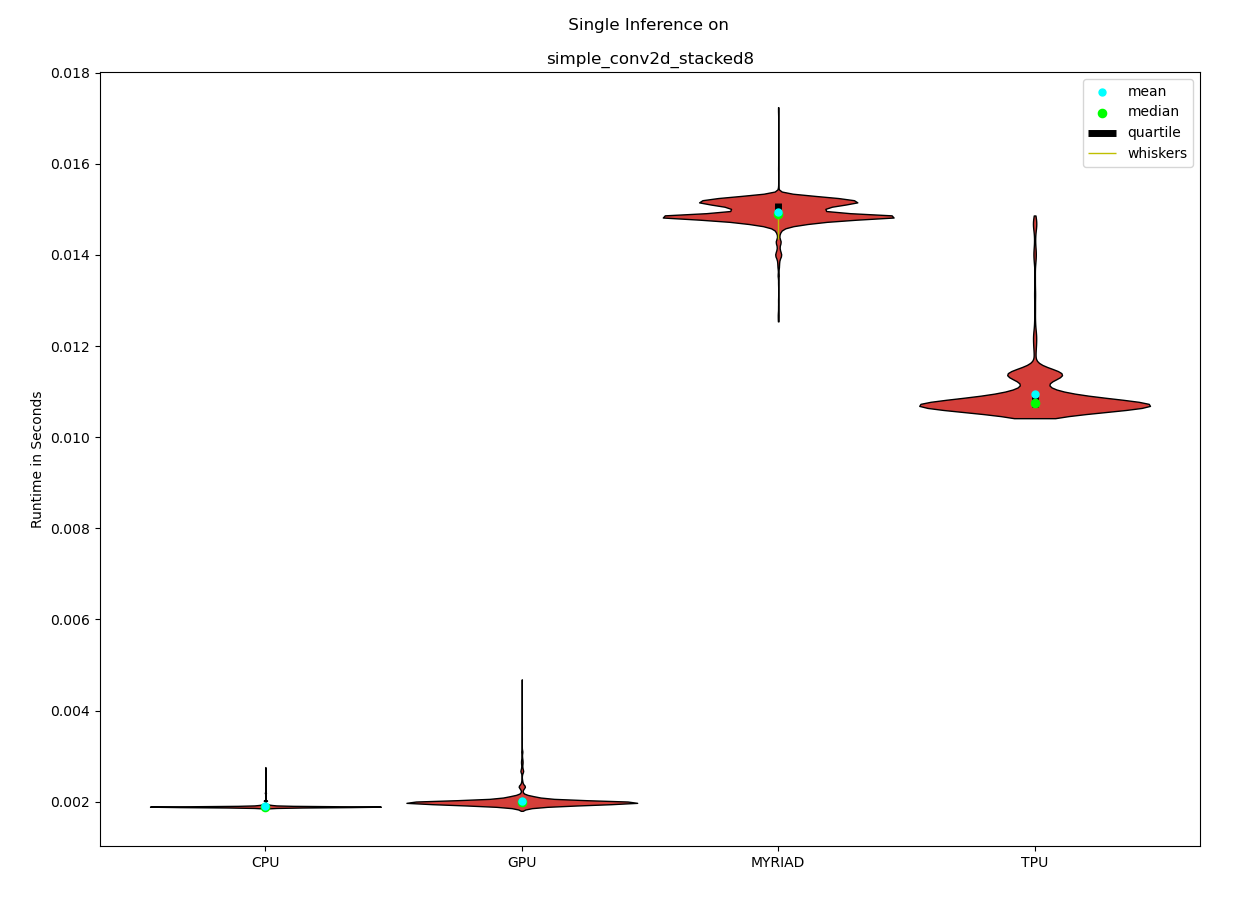 Single Inference on
simple_conv2d_stacked8
0.018
0.016
0.014
0.012
0.010
0.008
0.006
0.004
0.002
Runtime in Seconds
mean
median
quartile
whiskers
CPU
GPU
MYRIAD
TPU